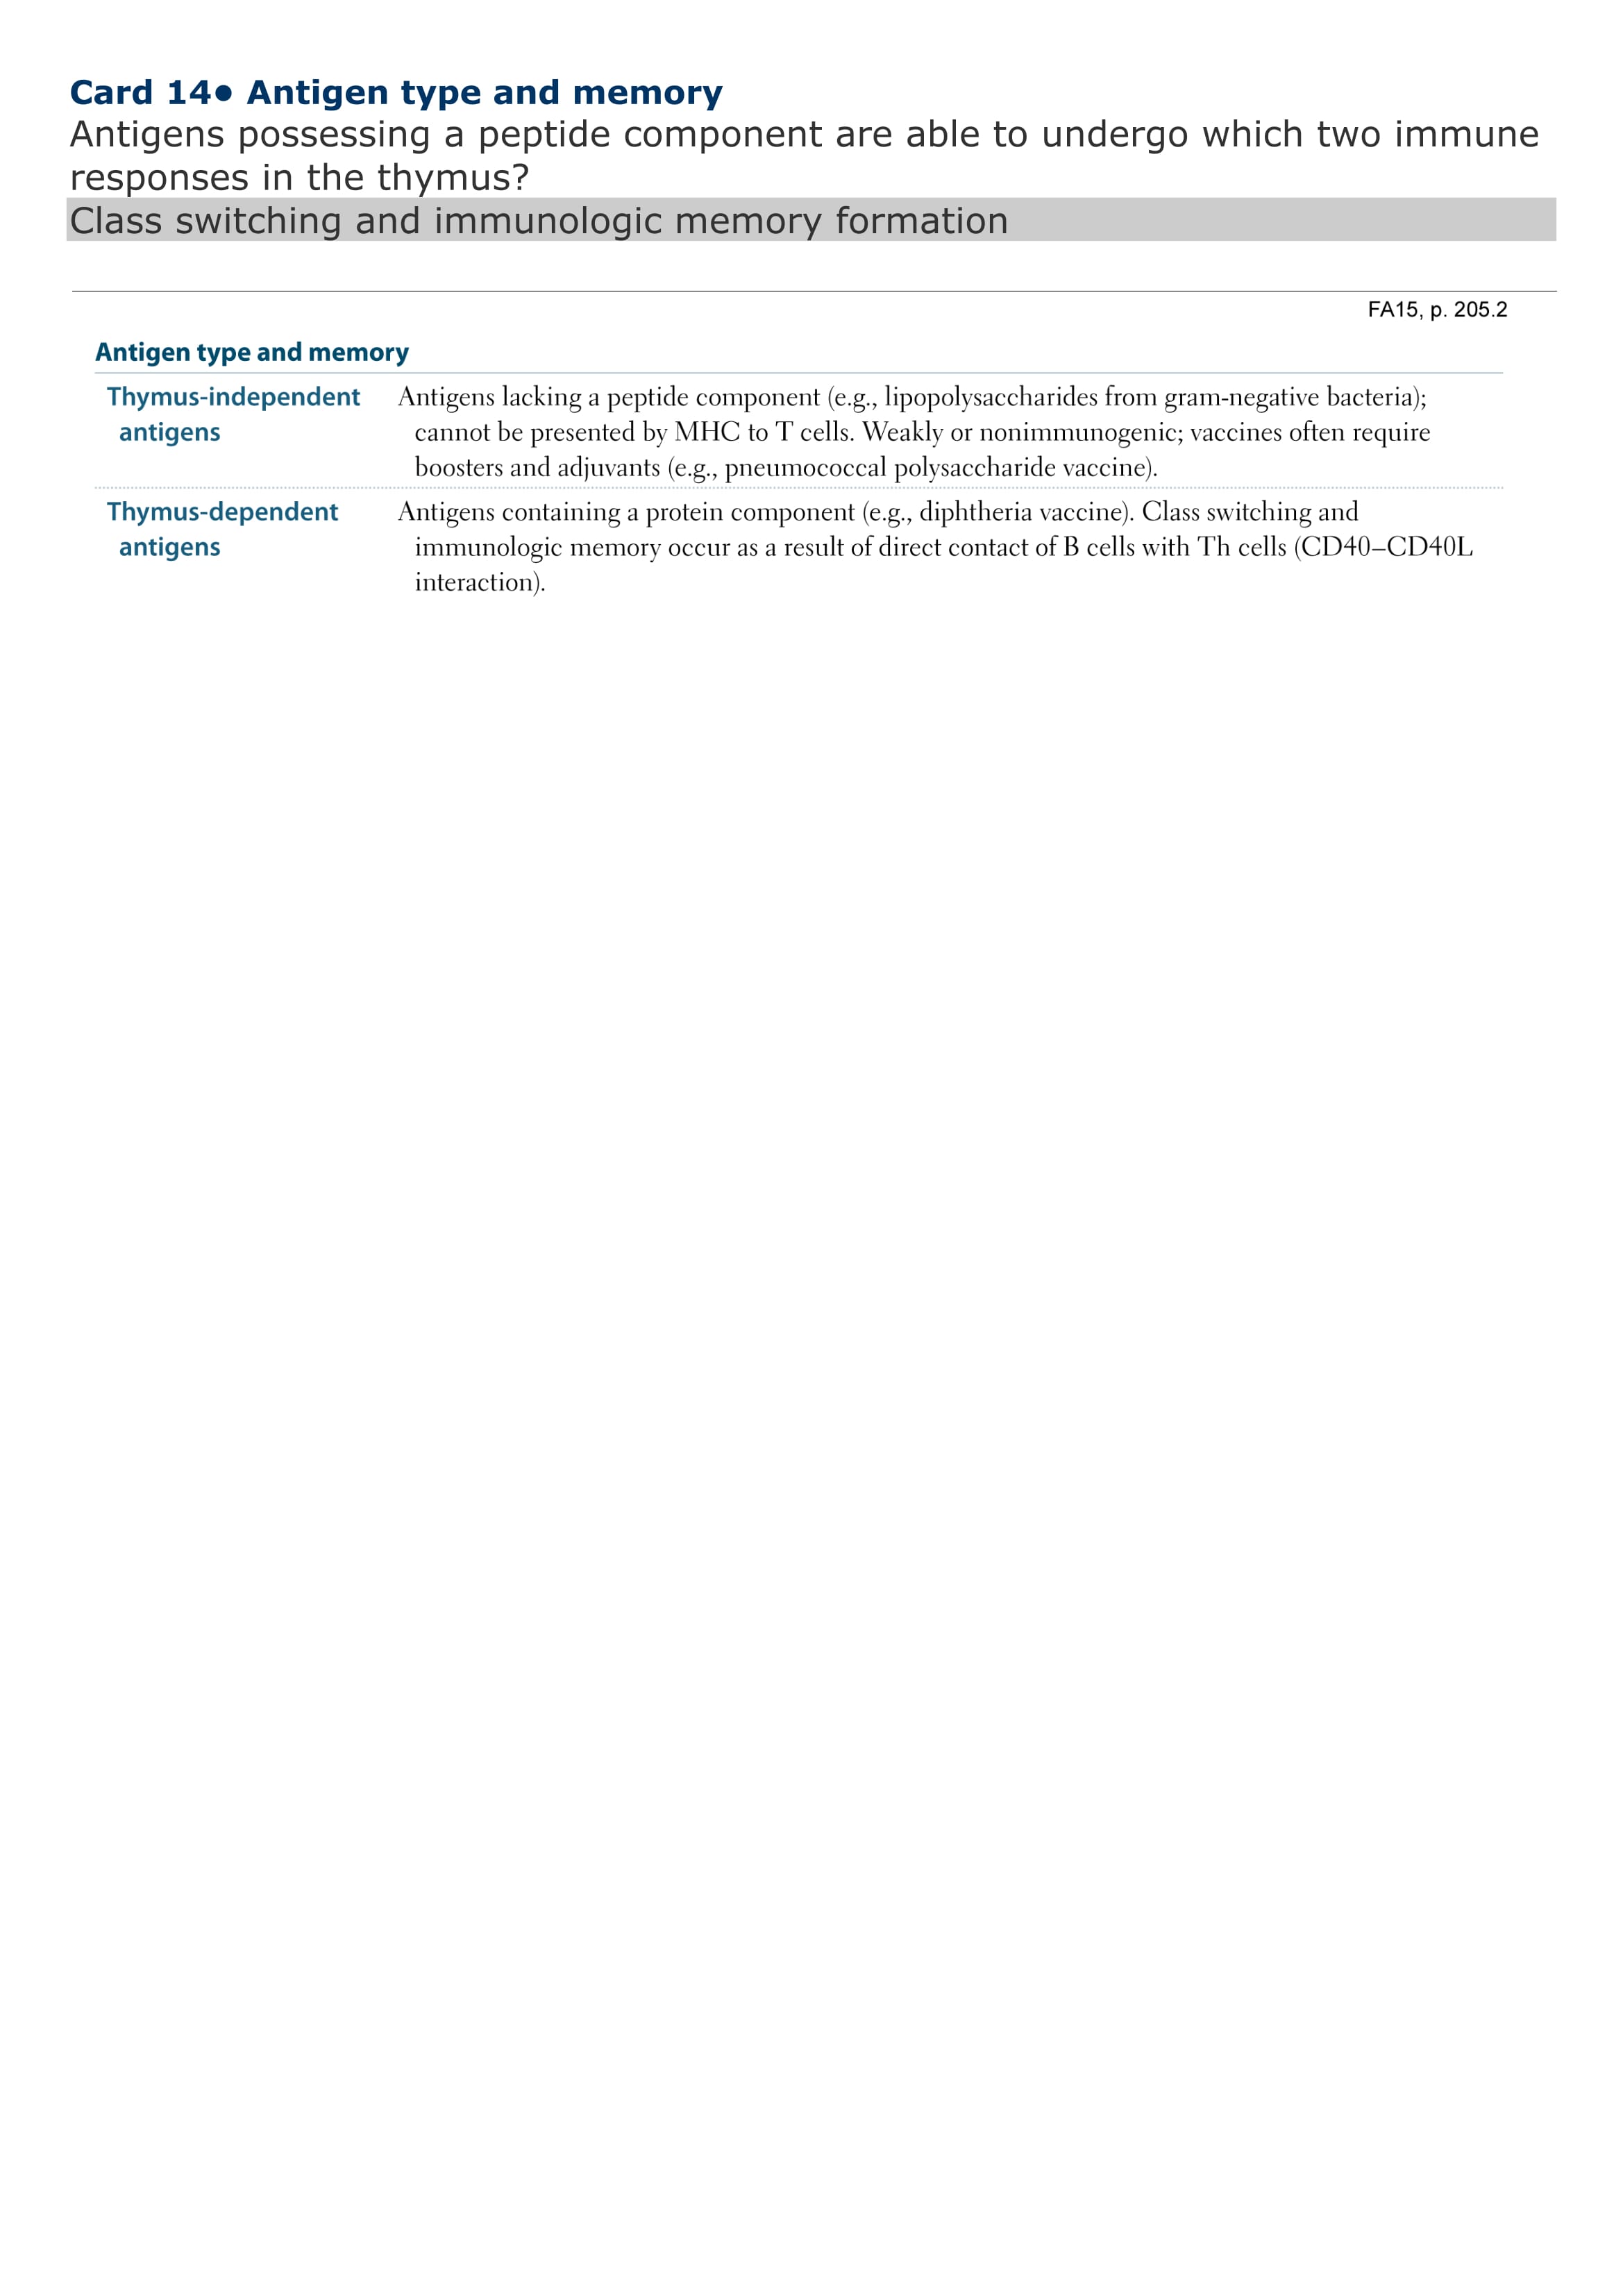 Card 14● Antigen type and memory
Antigens possessing a peptide component are able to undergo which two immune
responses in the thymus?
Class switching and immunologic memory formation
FA15, p. 205.2
Antigen type and memory
Thymus-independent antigens
Antigens lacking a peptide component (e.g., lipopolysaccharides from gram-negative bacteria);
cannot be presented by MHC to T cells. Weakly or nonimmunogenic; vaccines often require
boosters and adjuvants (e.g., pneumococcal polysaccharide vaccine).
Thymus-dependent antigens
Antigens containing a protein component (e.g., diphtheria vaccine). Class switching and
immunologic memory occur as a result of direct contact of B cells with Th cells (CD40–CD40L
interaction).